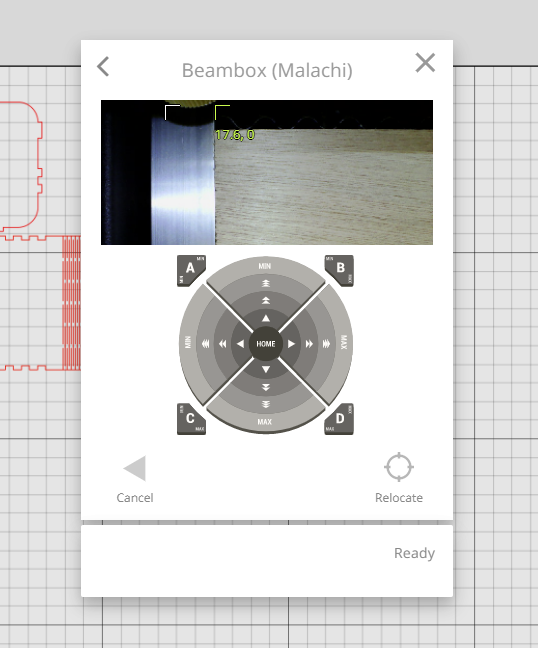 Beambox (Malachi)
17.6, 0
A MIN MIN
MIN
B MIN MAX
MIN
HOME
MAX
C MIN MAX
MAX
D MAX MAX
Cancel
Relocate
Ready